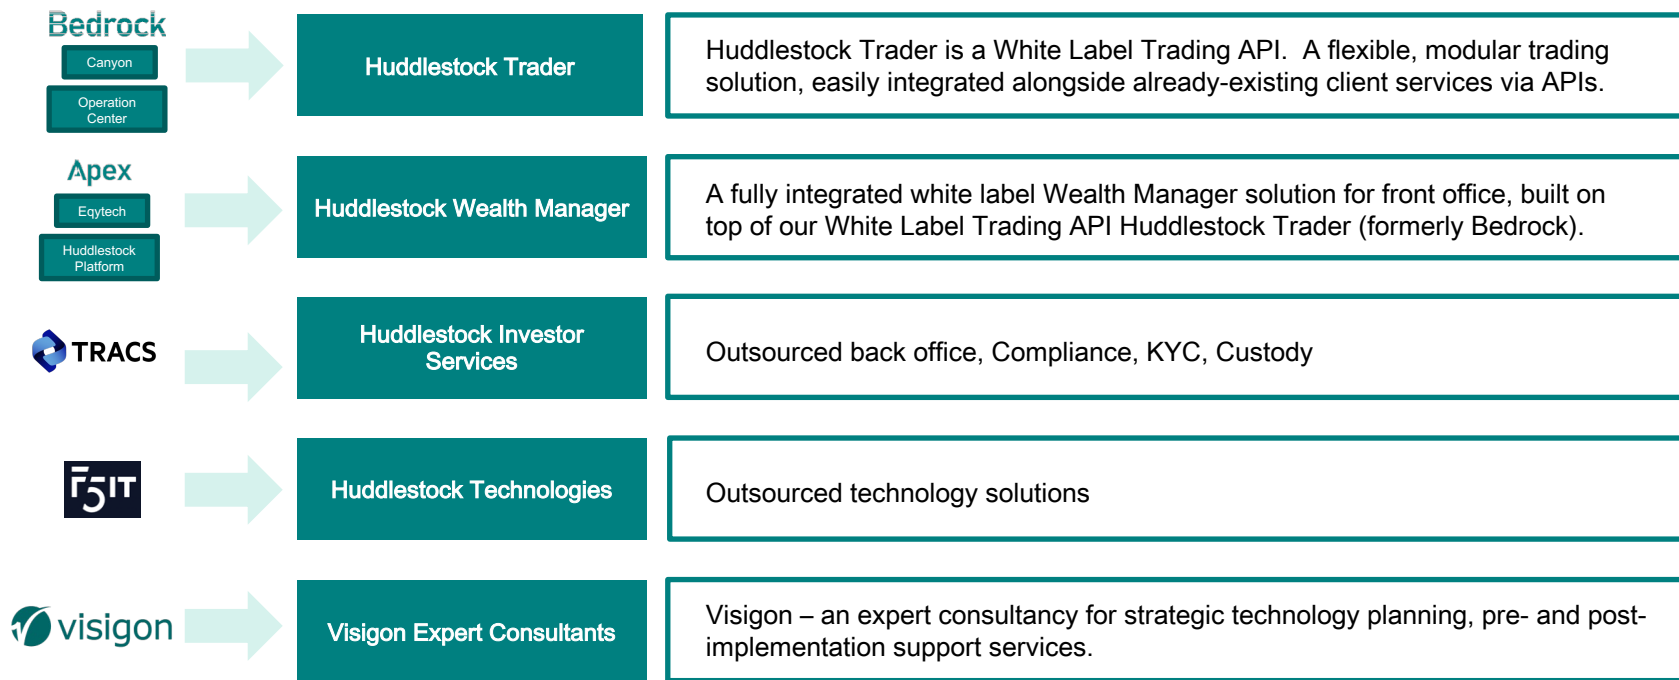 Bedrock
Canyon
Operation
Center
Huddlestock Trader
Huddlestock Trader is a White Label Trading API.  A flexible, modular trading
solution, easily integrated alongside already-existing client services via APIs.
Apex
Eqytech
Huddlestock
Platform
Huddlestock Wealth Manager
A fully integrated white label Wealth Manager solution for front office, built on
top of our White Label Trading API Huddlestock Trader (formerly Bedrock).
TRACS
Huddlestock Investor
Services
Outsourced back office, Compliance, KYC, Custody
F5IT
Huddlestock Technologies
Outsourced technology solutions
visigon
Visigon Expert Consultants
Visigon – an expert consultancy for strategic technology planning, pre- and post-
implementation support services.